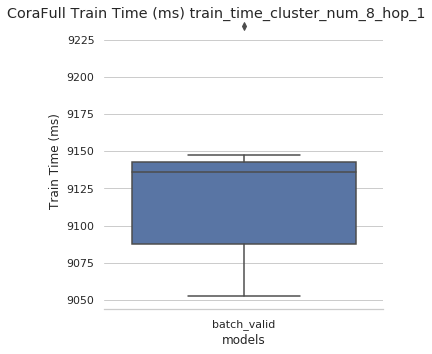 CoraFull Train Time (ms) train_time_cluster_num_8_hop_1
9225
9200
9175
9150
9125
9100
9075
9050
Train Time (ms)
batch_valid
models